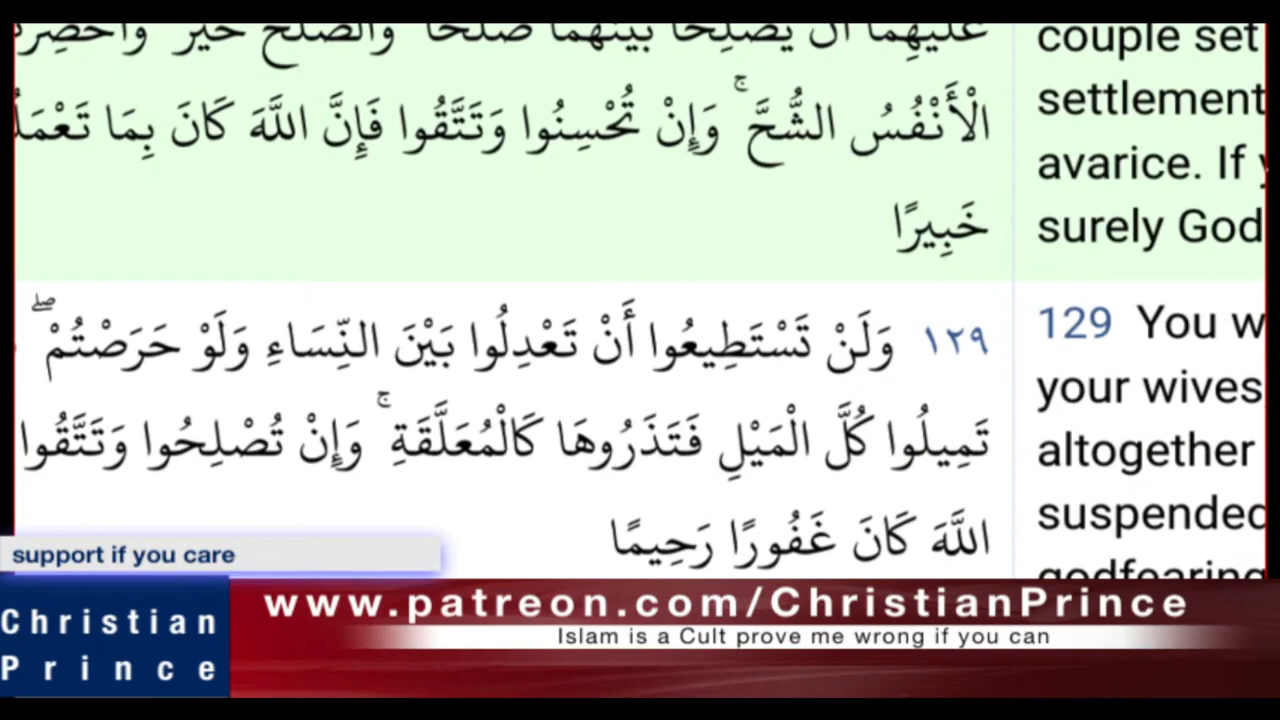 عَلَيْهِمَا أَنْ يُصْلِحَا بَيْنَهُمَا صُلْحًا وَالصُّلْحُ خَيْرٌ
الْأَنْفُسُ الشُّحَّ ۚ وَإِنْ تُحْسِنُوا وَتَتَّقُوا فَإِنَّ اللَّهَ كَانَ بِمَا
خَبِيرًا
١٢٩ وَلَنْ تَسْتَطِيعُوا أَنْ تَعْدِلُوا بَيْنَ النِّسَاءِ وَلَوْ حَرَصْتُمْ ۖ
تَمِيلُوا كُلَّ الْمَيْلِ فَتَذَرُوهَا كَالْمُعَلَّقَةِ ۚ وَإِنْ تُصْلِحُوا وَتَتَّقُوا
اللَّهَ كَانَ غَفُورًا رَحِيمًا
couple set
settlement
avarice. If
surely God
129 You w
your wives
altogether
suspended
godfearing
support if you care
Christian
Prince
www.patreon.com/ChristianPrince
Islam is a Cult prove me wrong if you can